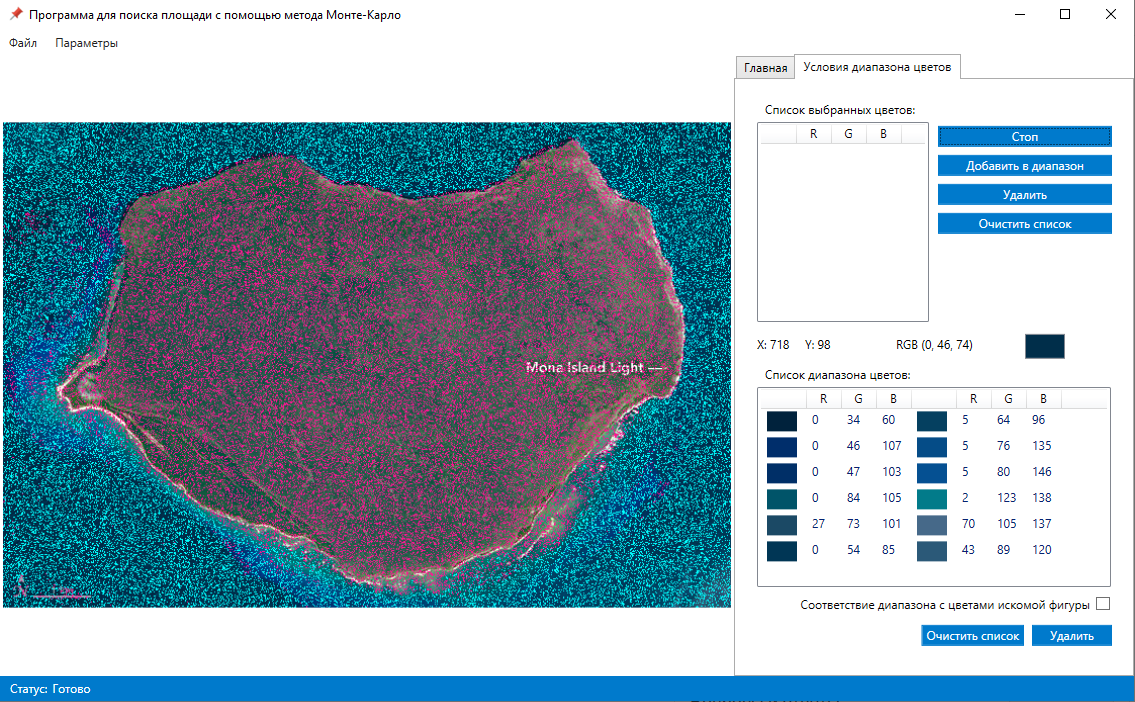 Программа для поиска площади с помощью метода Монте-Карло
Файл Параметры
Главная Условия диапазона цветов
Список выбранных цветов:
R G B
Стоп
Добавить в диапазон
Удалить
Очистить список
X: 718 Y: 98 RGB (0, 46, 74)
Список диапазона цветов:
R G B R G B
0 34 60 5 64 96
0 46 107 5 76 135
0 47 103 5 80 146
0 84 105 2 123 138
27 73 101 70 105 137
0 54 85 43 89 120
Соответствие диапазона с цветами искомой фигуры
Очистить список Удалить
Mona Island Light —
N
Статус: Готово